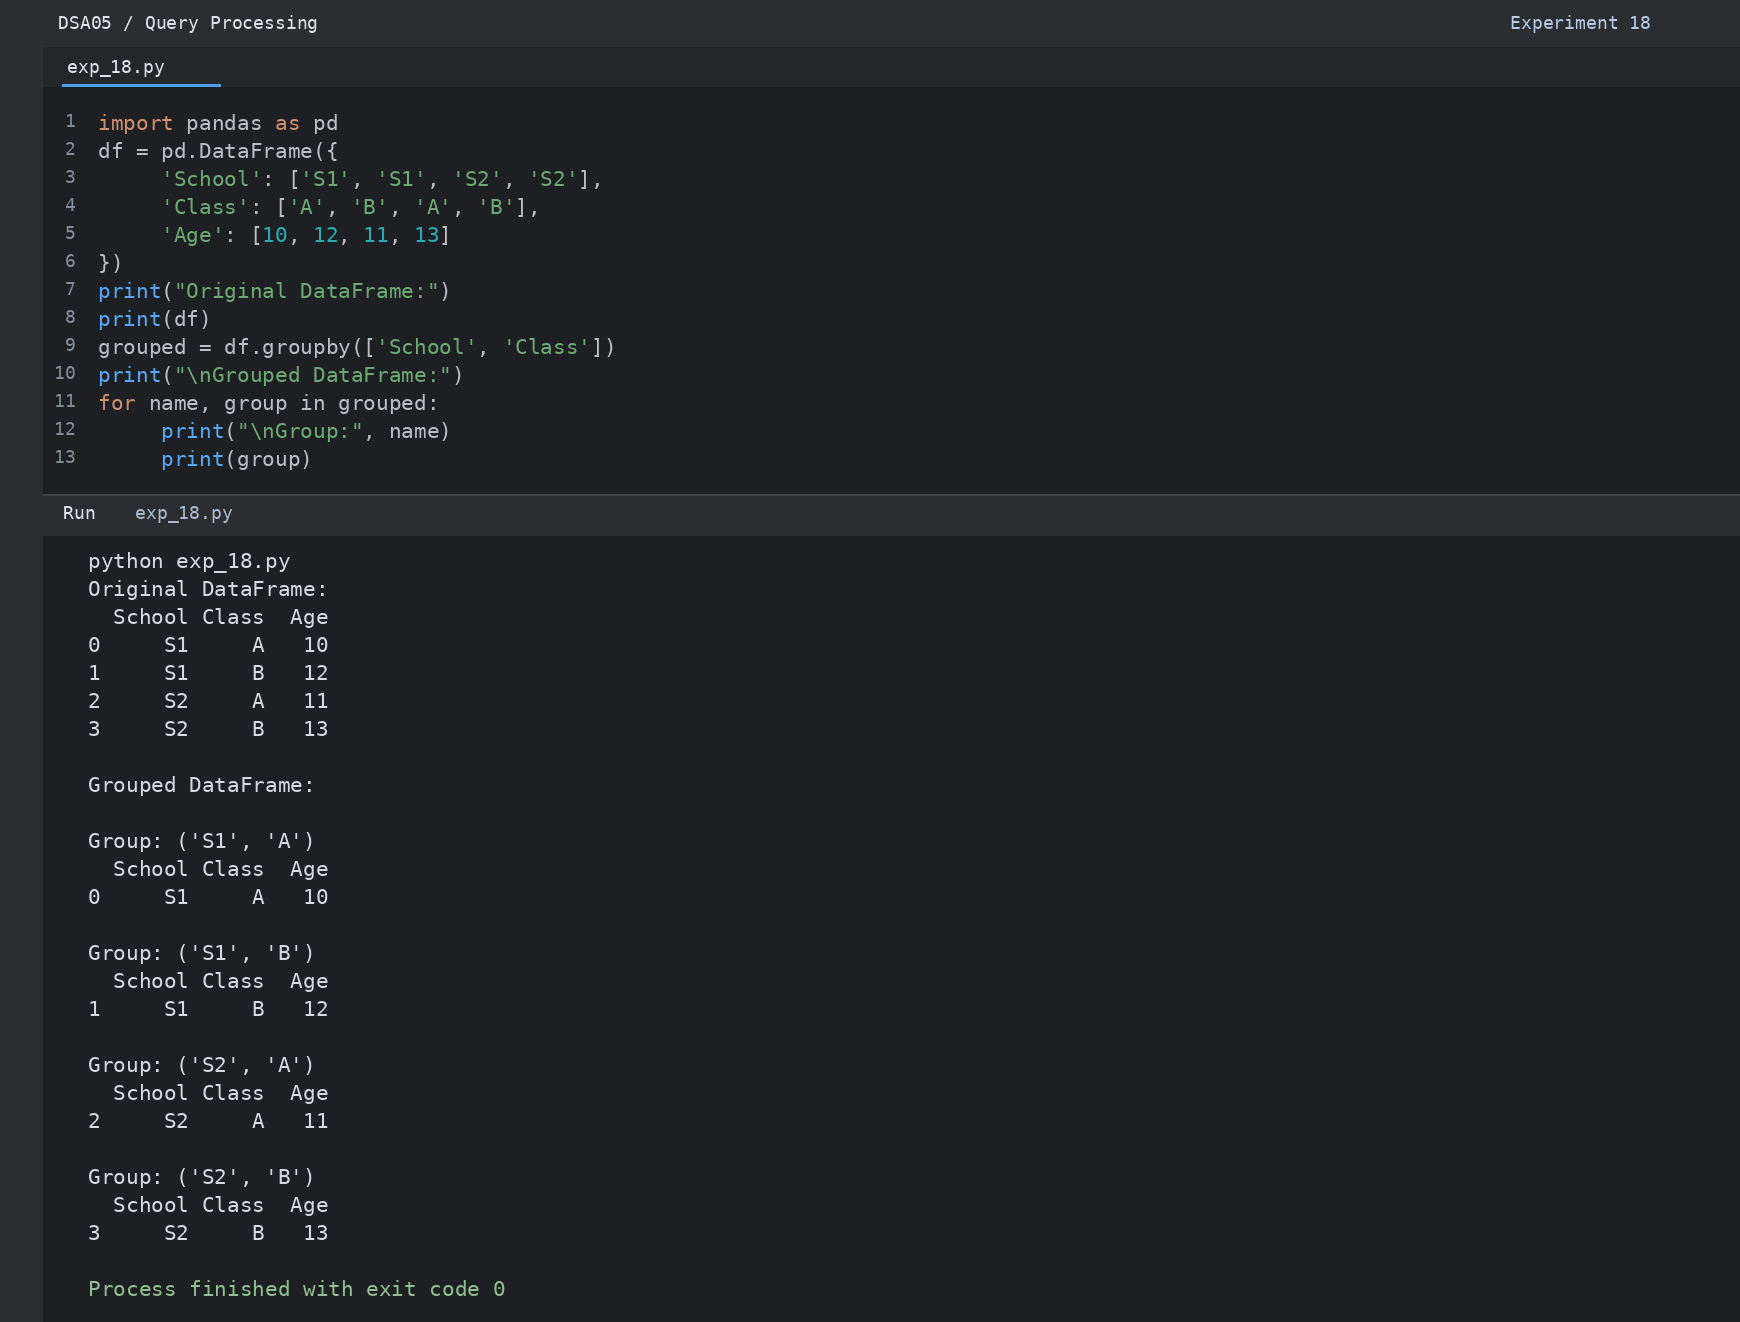 DSA05 / Query Processing
Experiment 18
exp_18.py
1 import pandas as pd
2 df = pd.DataFrame({
3      'School': ['S1', 'S1', 'S2', 'S2'],
4      'Class': ['A', 'B', 'A', 'B'],
5      'Age': [10, 12, 11, 13]
6 })
7 print("Original DataFrame:")
8 print(df)
9 grouped = df.groupby(['School', 'Class'])
10 print("\nGrouped DataFrame:")
11 for name, group in grouped:
12      print("\nGroup:", name)
13      print(group)
Run exp_18.py
python exp_18.py
Original DataFrame:
  School Class  Age
0     S1     A   10
1     S1     B   12
2     S2     A   11
3     S2     B   13

Grouped DataFrame:

Group: ('S1', 'A')
  School Class  Age
0     S1     A   10

Group: ('S1', 'B')
  School Class  Age
1     S1     B   12

Group: ('S2', 'A')
  School Class  Age
2     S2     A   11

Group: ('S2', 'B')
  School Class  Age
3     S2     B   13

Process finished with exit code 0